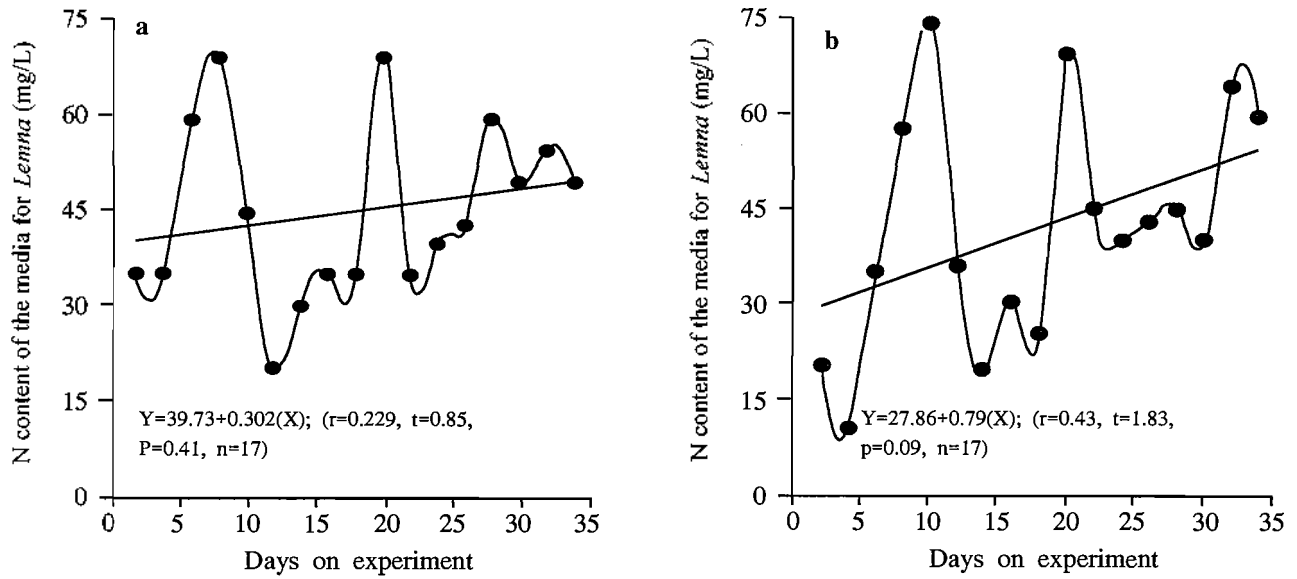 a
N content of the media for Lemna (mg/L)
75
60
45
30
15
0
Y=39.73+0.302(X); (r=0.229, t=0.85,
P=0.41, n=17)
0 5 10 15 20 25 30 35
Days on experiment
b
N content of the media for Lemna (mg/L)
75
60
45
30
15
0
Y=27.86+0.79(X); (r=0.43, t=1.83,
p=0.09, n=17)
0 5 10 15 20 25 30 35
Days on experiment